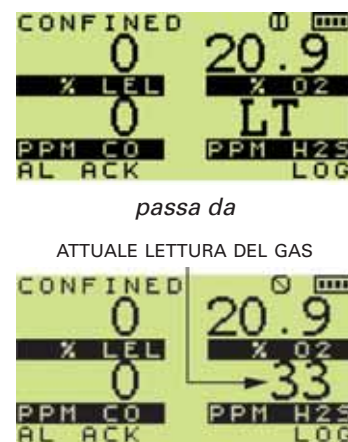 CONFINED
0 20.9
% LEL % O2
0 LT
PPM CO PPM H2S
AL ACK LOG
passa da
ATTUALE LETTURA DEL GAS
CONFINED
0 20.9
% LEL % O2
0 33
PPM CO PPM H2S
AL ACK LOG